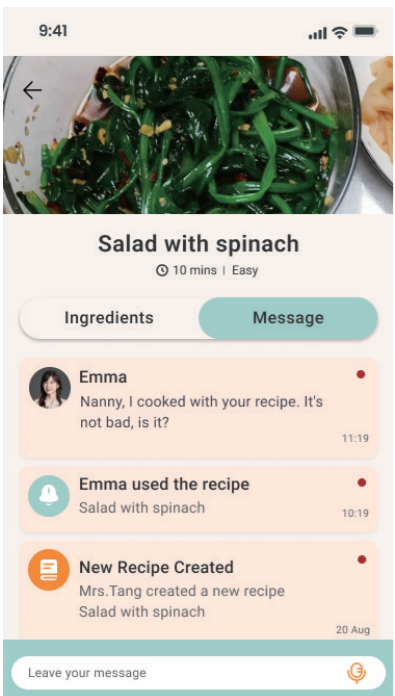 9:41
Salad with spinach
10 mins | Easy
Ingredients
Message
Emma
Nanny, I cooked with your recipe. It's
not bad, is it?
11:19
Emma used the recipe
Salad with spinach
10:19
New Recipe Created
Mrs.Tang created a new recipe
Salad with spinach
20 Aug
Leave your message